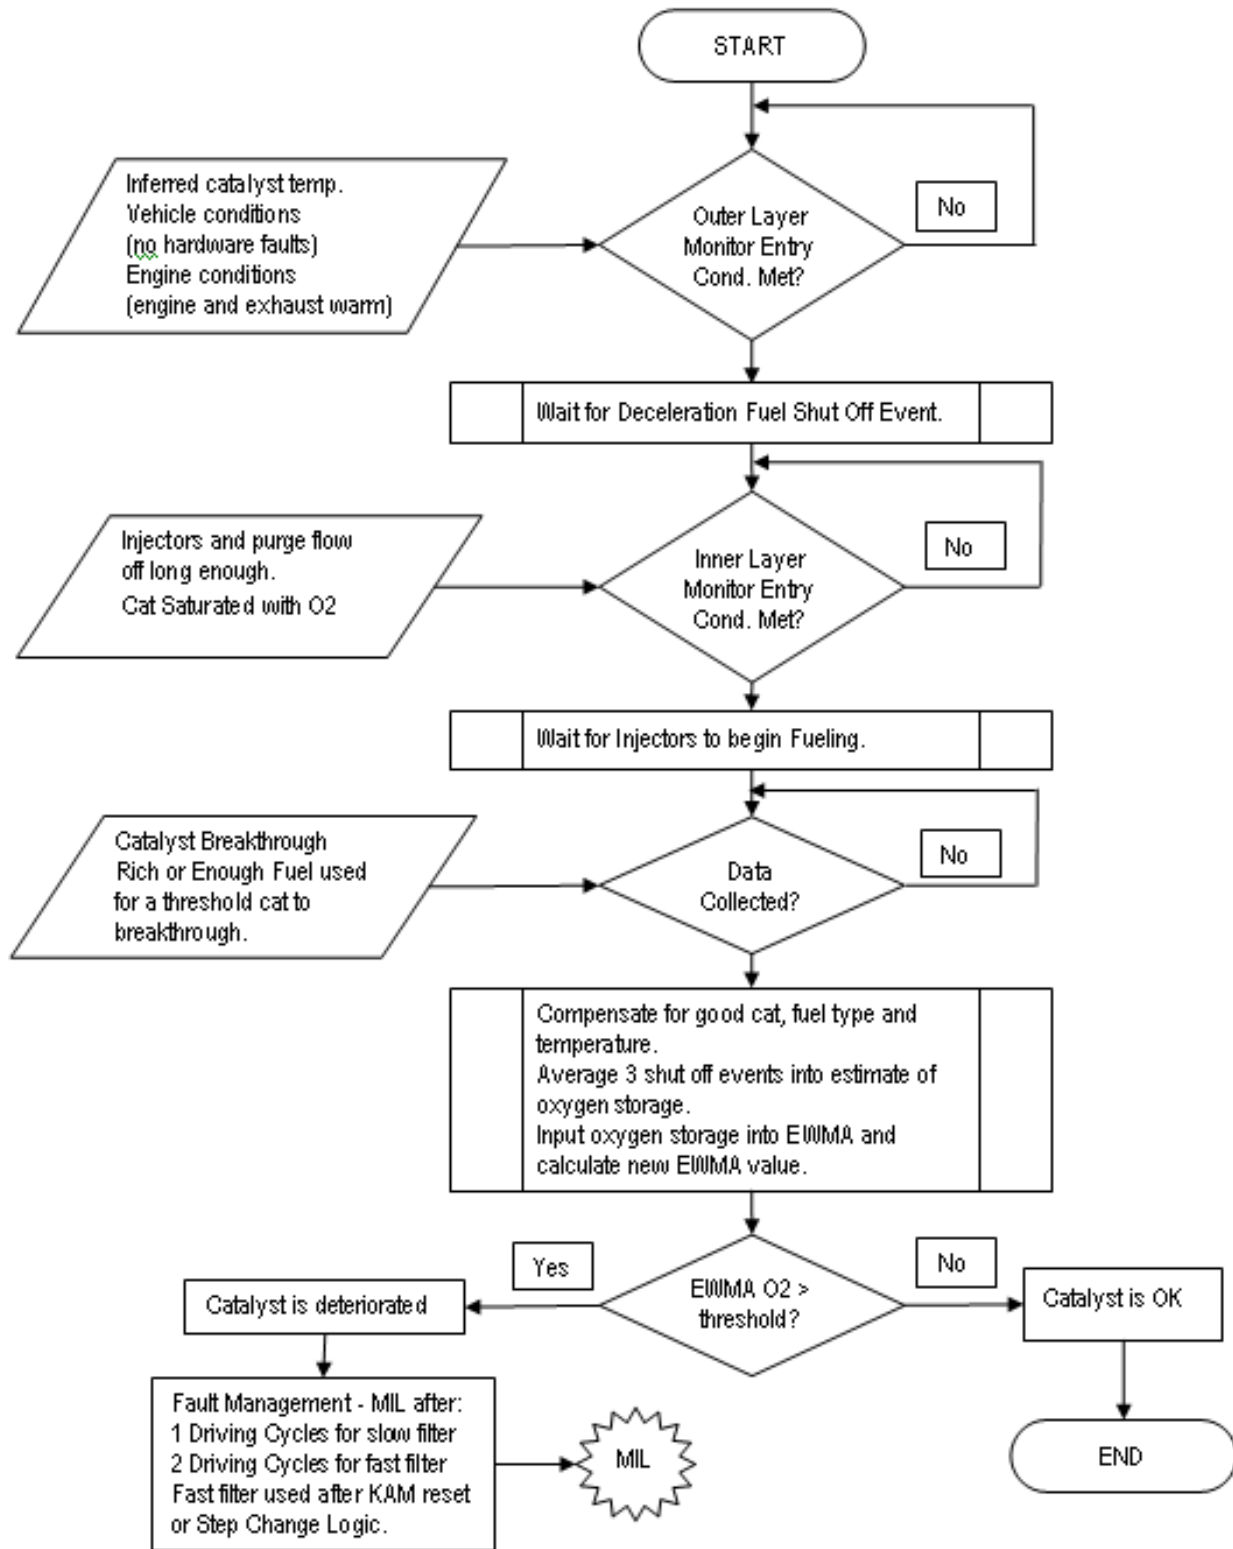 START
Inferred catalyst temp.
Vehicle conditions
(no hardware faults)
Engine conditions
(engine and exhaust warm)
Outer Layer
Monitor Entry
Cond. Met?
No
Wait for Deceleration Fuel Shut Off Event.
Injectors and purge flow
off long enough.
Cat Saturated with O2
Inner Layer
Monitor Entry
Cond. Met?
No
Wait for Injectors to begin Fueling.
Catalyst Breakthrough
Rich or Enough Fuel used
for a threshold cat to
breakthrough.
Data
Collected?
No
Compensate for good cat, fuel type and
temperature.
Average 3 shut off events into estimate of
oxygen storage.
Input oxygen storage into EWMA and
calculate new EWMA value.
Yes
EWMA O2 >
threshold?
No
Catalyst is deteriorated
Catalyst is OK
Fault Management - MIL after:
1 Driving Cycles for slow filter
2 Driving Cycles for fast filter
Fast filter used after KAM reset
or Step Change Logic.
MIL
END